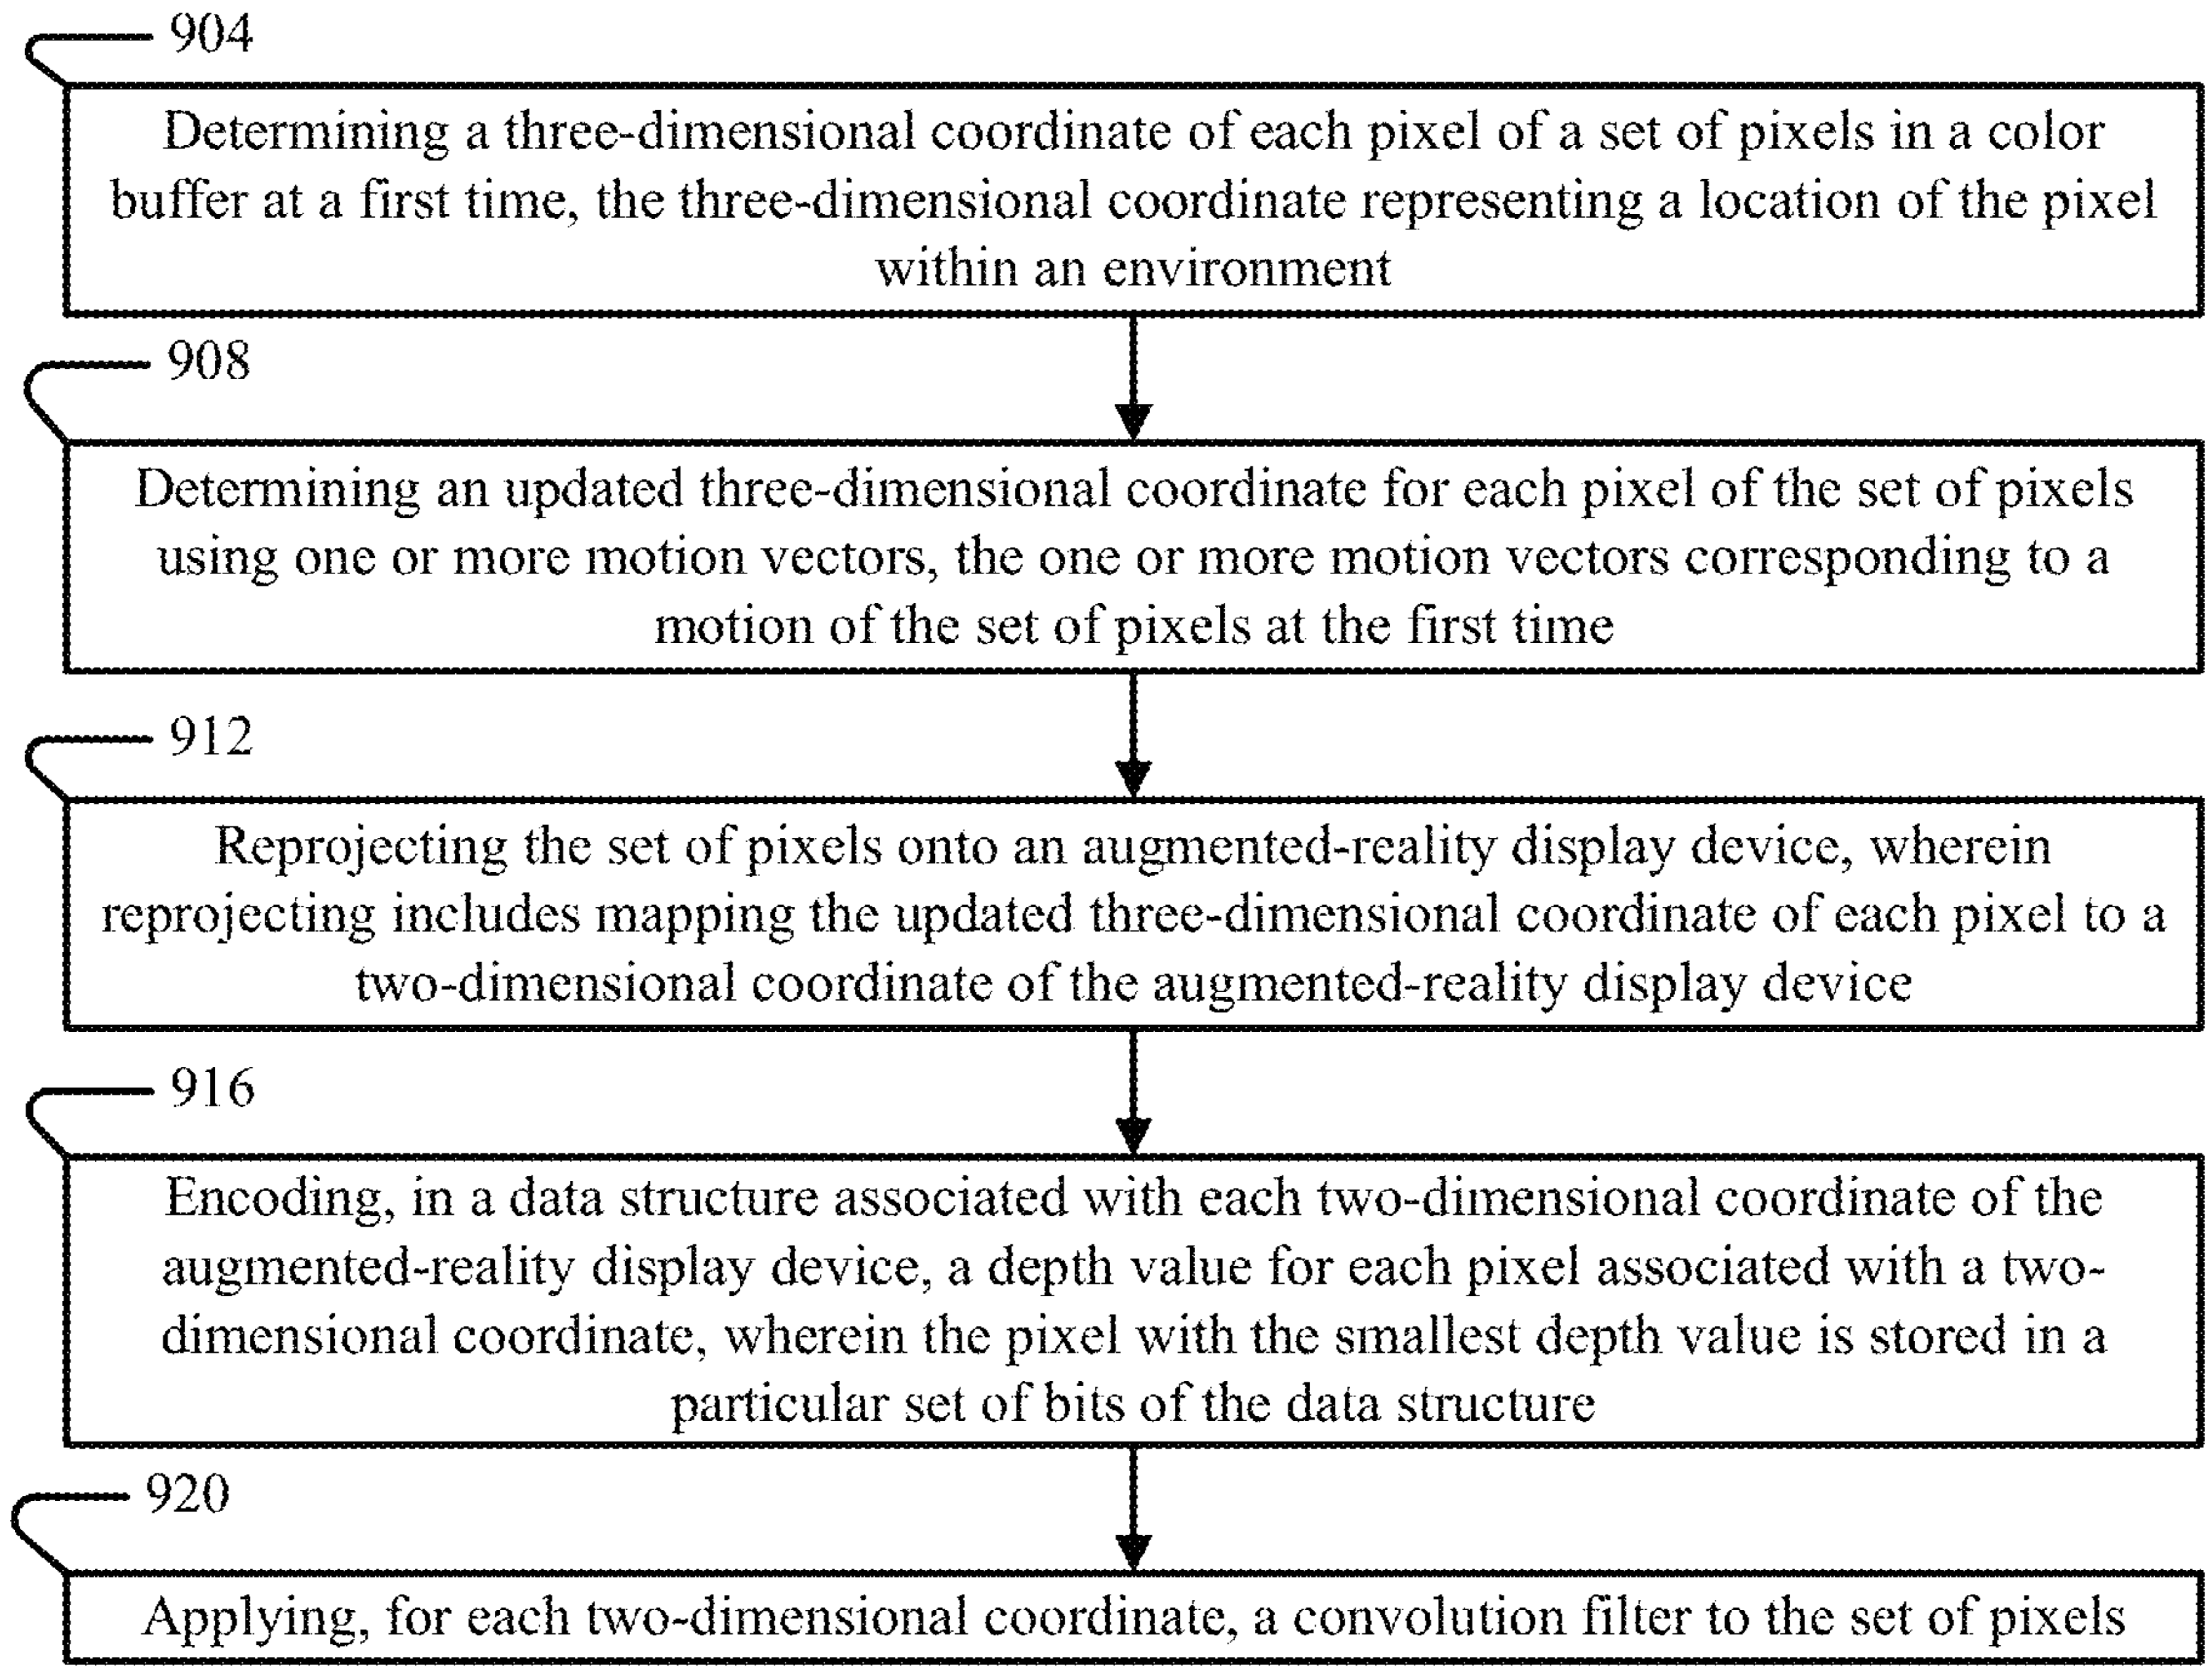 904
Determining a three-dimensional coordinate of each pixel of a set of pixels in a color
buffer at a first time, the three-dimensional coordinate representing a location of the pixel
within an environment
908
Determining an updated three-dimensional coordinate for each pixel of the set of pixels
using one or more motion vectors, the one or more motion vectors corresponding to a
motion of the set of pixels at the first time
912
Reprojecting the set of pixels onto an augmented-reality display device, wherein
reprojecting includes mapping the updated three-dimensional coordinate of each pixel to a
two-dimensional coordinate of the augmented-reality display device
916
Encoding, in a data structure associated with each two-dimensional coordinate of the
augmented-reality display device, a depth value for each pixel associated with a two-
dimensional coordinate, wherein the pixel with the smallest depth value is stored in a
particular set of bits of the data structure
920
Applying, for each two-dimensional coordinate, a convolution filter to the set of pixels